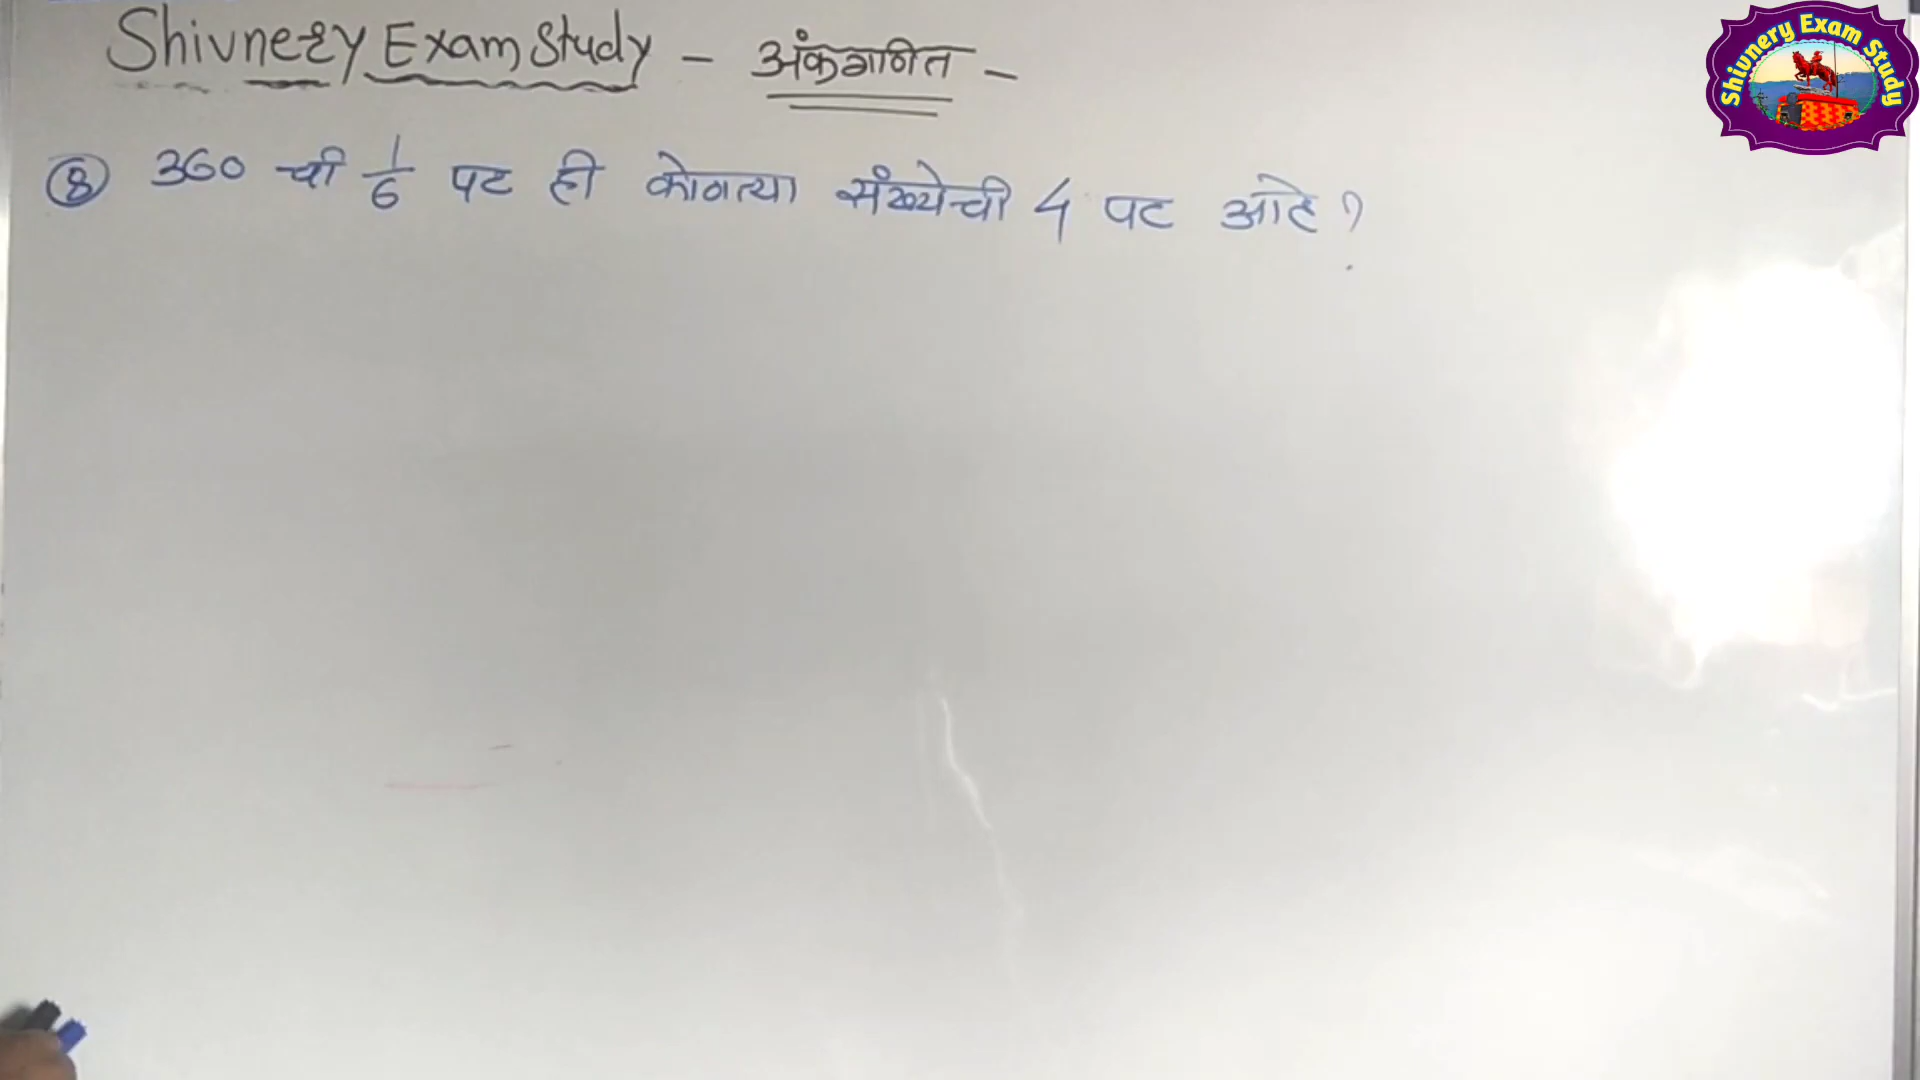 Shivnery Exam Study - अंकगणित -
Shivnery Exam Study
(8) 360 ची 1/6 पट ही कोणत्या संख्येची 4 पट आहे ?